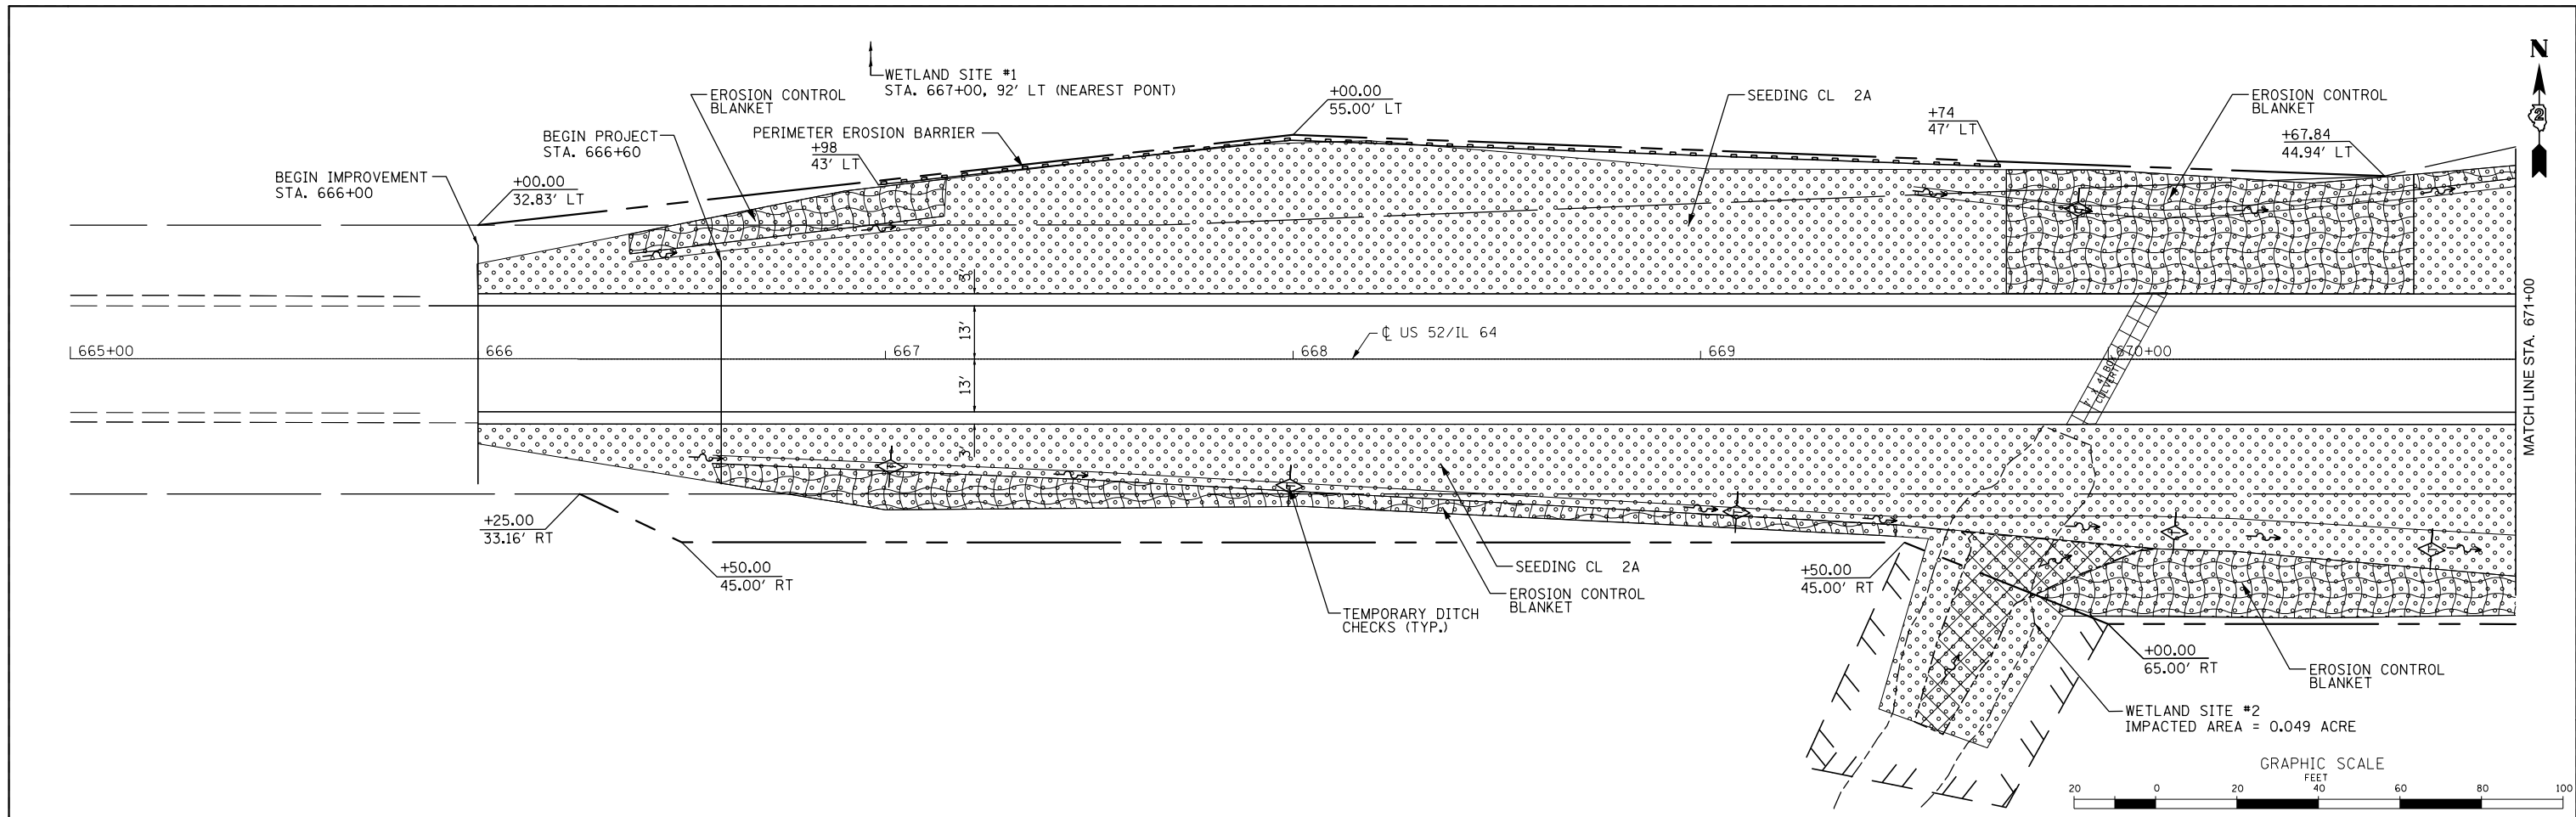 WETLAND SITE #1
STA. 667+00, 92' LT (NEAREST PONT)
EROSION CONTROL
BLANKET
BEGIN PROJECT
STA. 666+60
PERIMETER EROSION BARRIER
+98
43' LT
BEGIN IMPROVEMENT
STA. 666+00
+00.00
32.83' LT
+00.00
55.00' LT
SEEDING CL 2A
+74
47' LT
EROSION CONTROL
BLANKET
+67.84
44.94' LT
N
2
3'
13'
13'
3'
℄ US 52/IL 64
665+00
666
667
668
669
670+00
7' X 4' BOX
CULVERT
MATCH LINE STA. 671+00
+25.00
33.16' RT
+50.00
45.00' RT
SEEDING CL 2A
EROSION CONTROL
BLANKET
TEMPORARY DITCH
CHECKS (TYP.)
+50.00
45.00' RT
+00.00
65.00' RT
EROSION CONTROL
BLANKET
WETLAND SITE #2
IMPACTED AREA = 0.049 ACRE
GRAPHIC SCALE
FEET
20 0 20 40 60 80 100